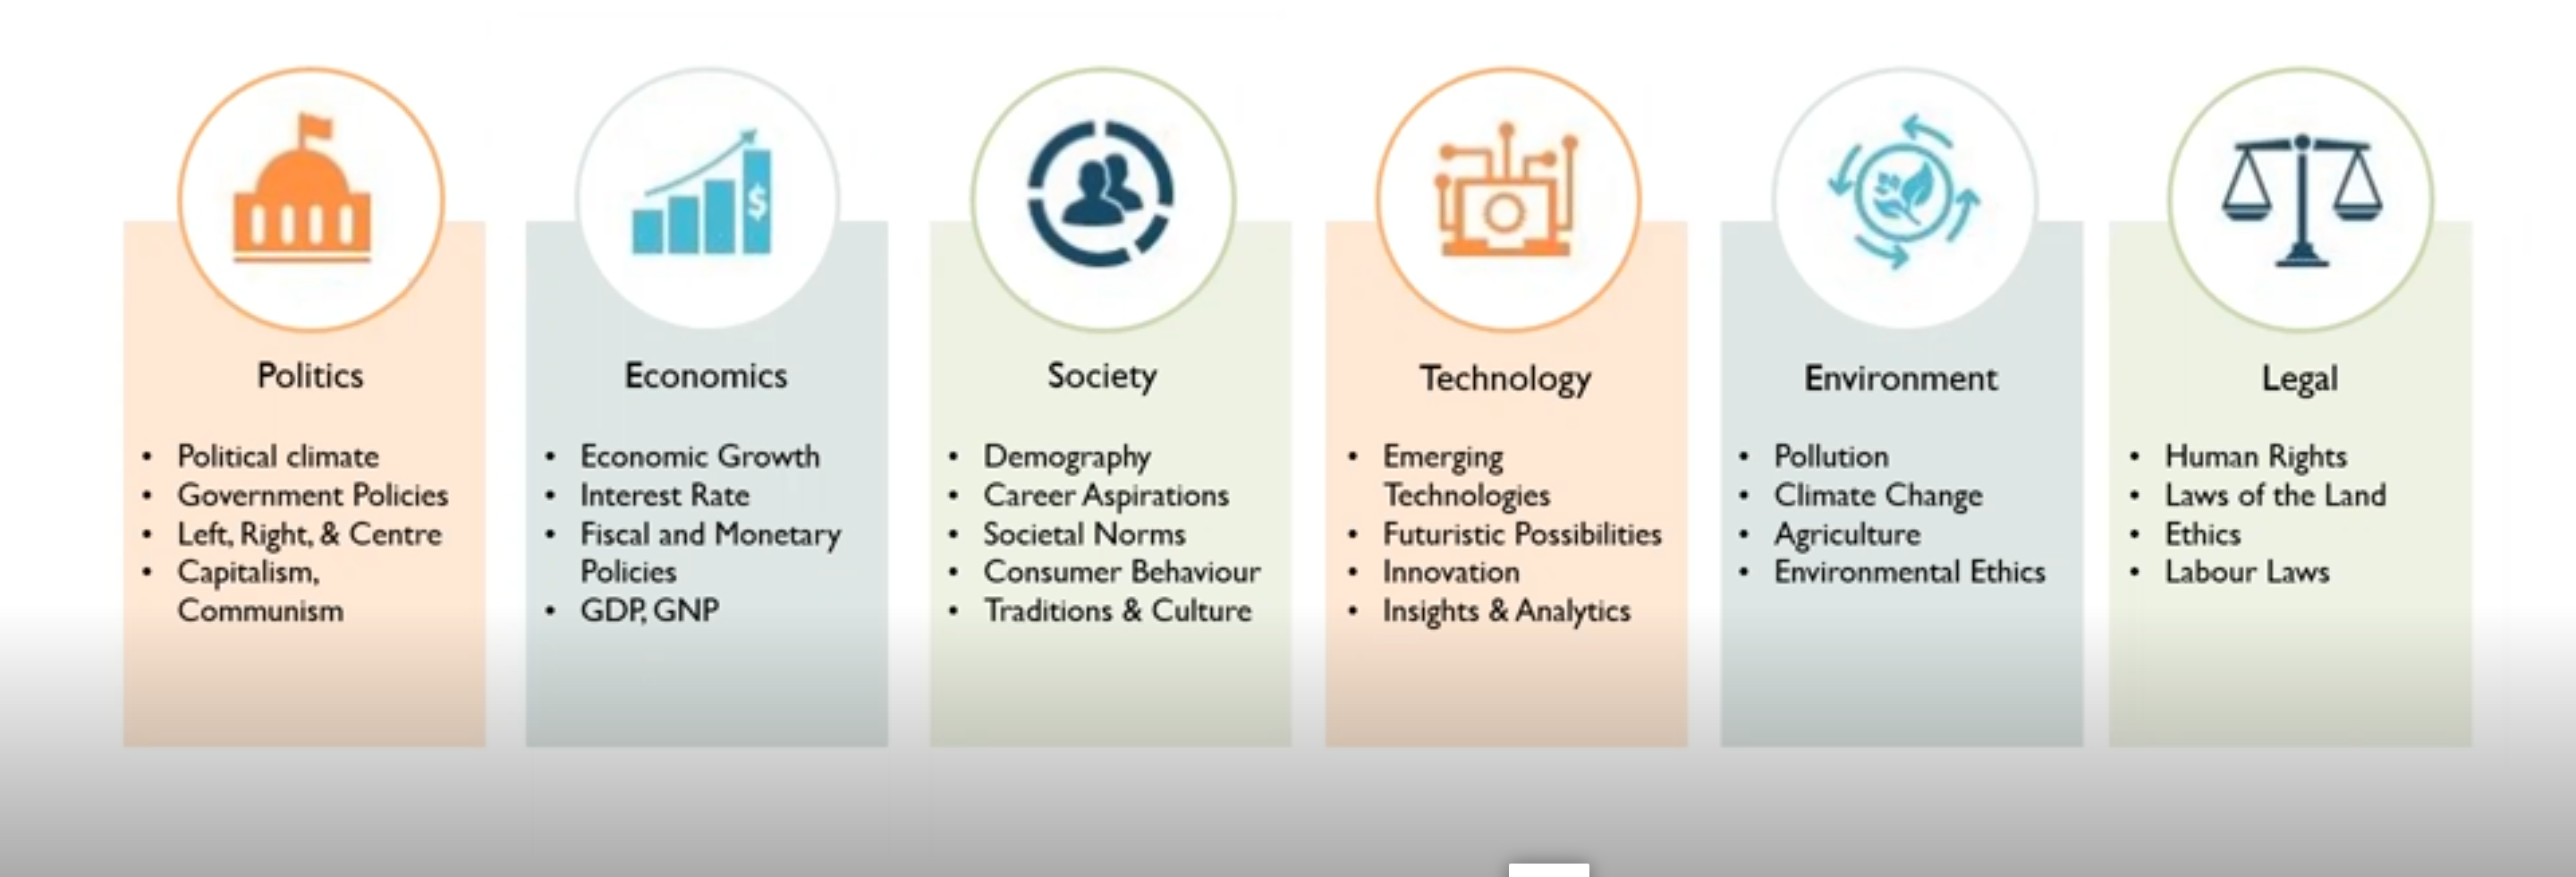 Politics
• Political climate
• Government Policies
• Left, Right, & Centre
• Capitalism,
Communism
Economics
• Economic Growth
• Interest Rate
• Fiscal and Monetary
Policies
• GDP, GNP
Society
• Demography
• Career Aspirations
• Societal Norms
• Consumer Behaviour
• Traditions & Culture
Technology
• Emerging
Technologies
• Futuristic Possibilities
• Innovation
• Insights & Analytics
Environment
• Pollution
• Climate Change
• Agriculture
• Environmental Ethics
Legal
• Human Rights
• Laws of the Land
• Ethics
• Labour Laws
$